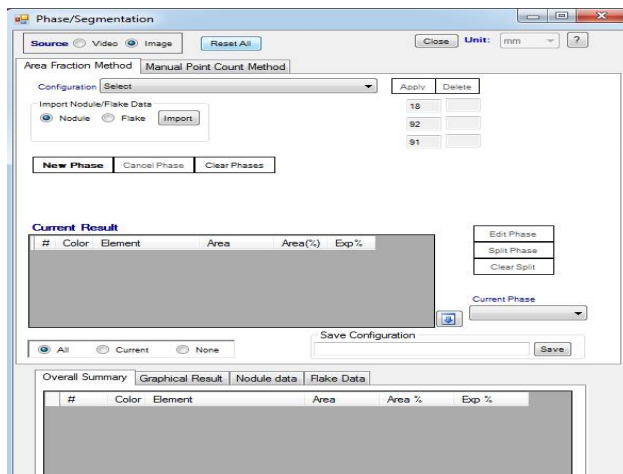 Phase/Segmentation
Source Video Image Reset All Close Unit: mm ?
Area Fraction Method Manual Point Count Method
Configuration Select Apply Delete
Import Nodule/Flake Data
Nodule Flake Import
18
92
91
New Phase Cancel Phase Clear Phases
Current Result
# Color Element Area Area(%) Exp%
Edit Phase
Split Phase
Clear Split
Current Phase
All Current None
Save Configuration
Save
Overall Summary Graphical Result Nodule data Flake Data
# Color Element Area Area % Exp %